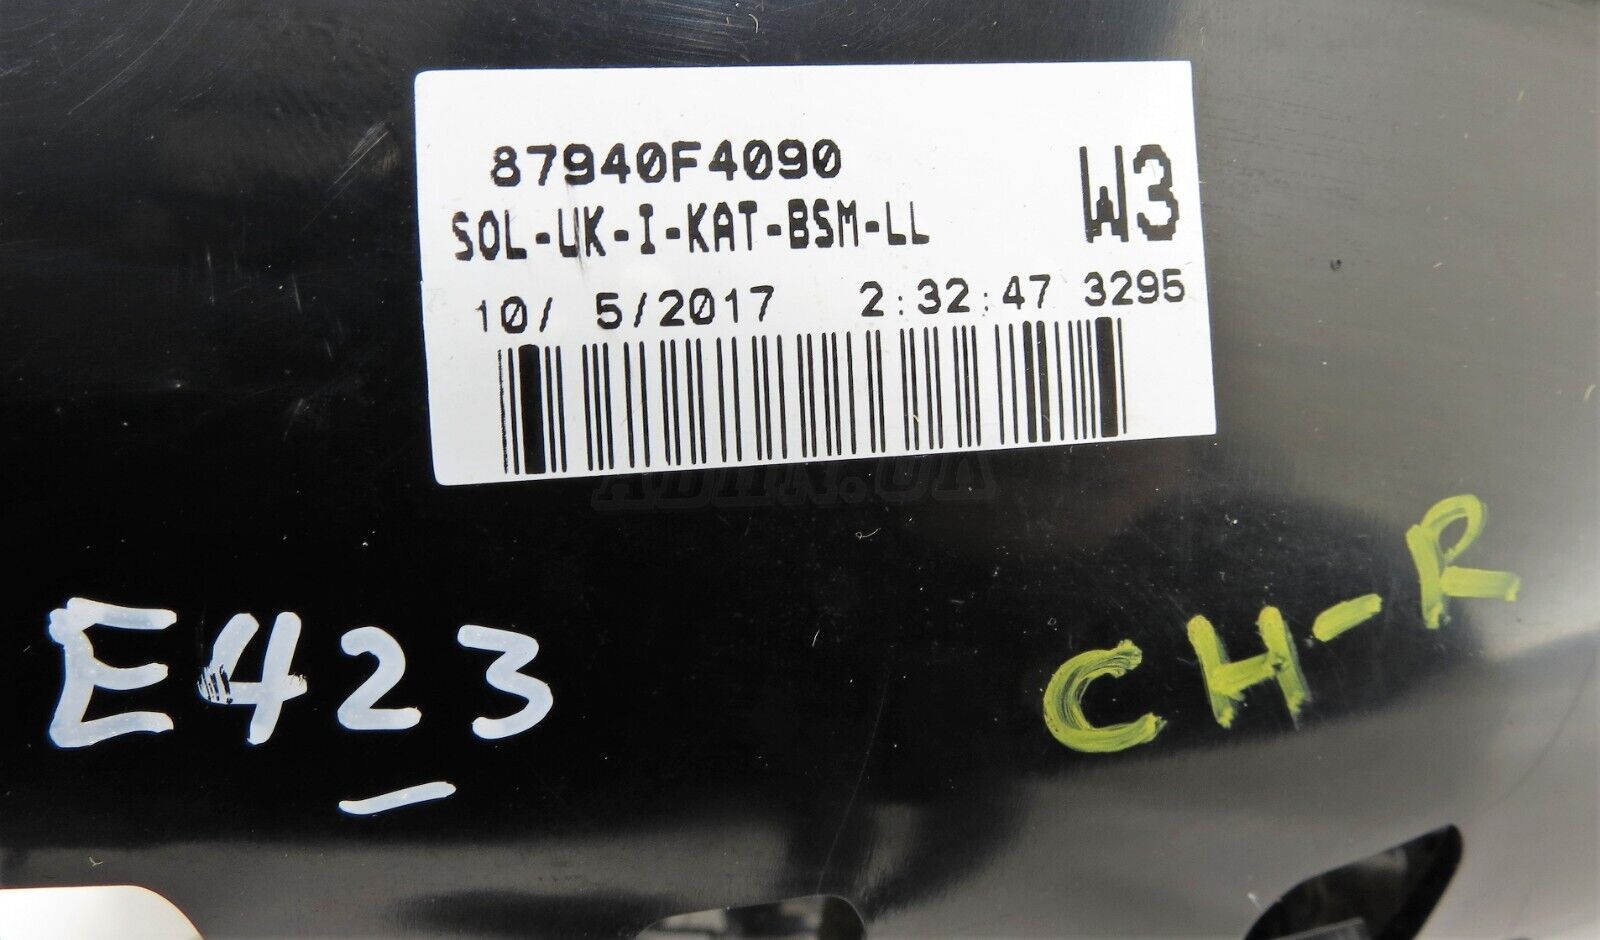 87940F4090
SOL-UK-I-KAT-BSM-LL
W3
10/ 5/2017 2:32:47 3295
E423
CH-R